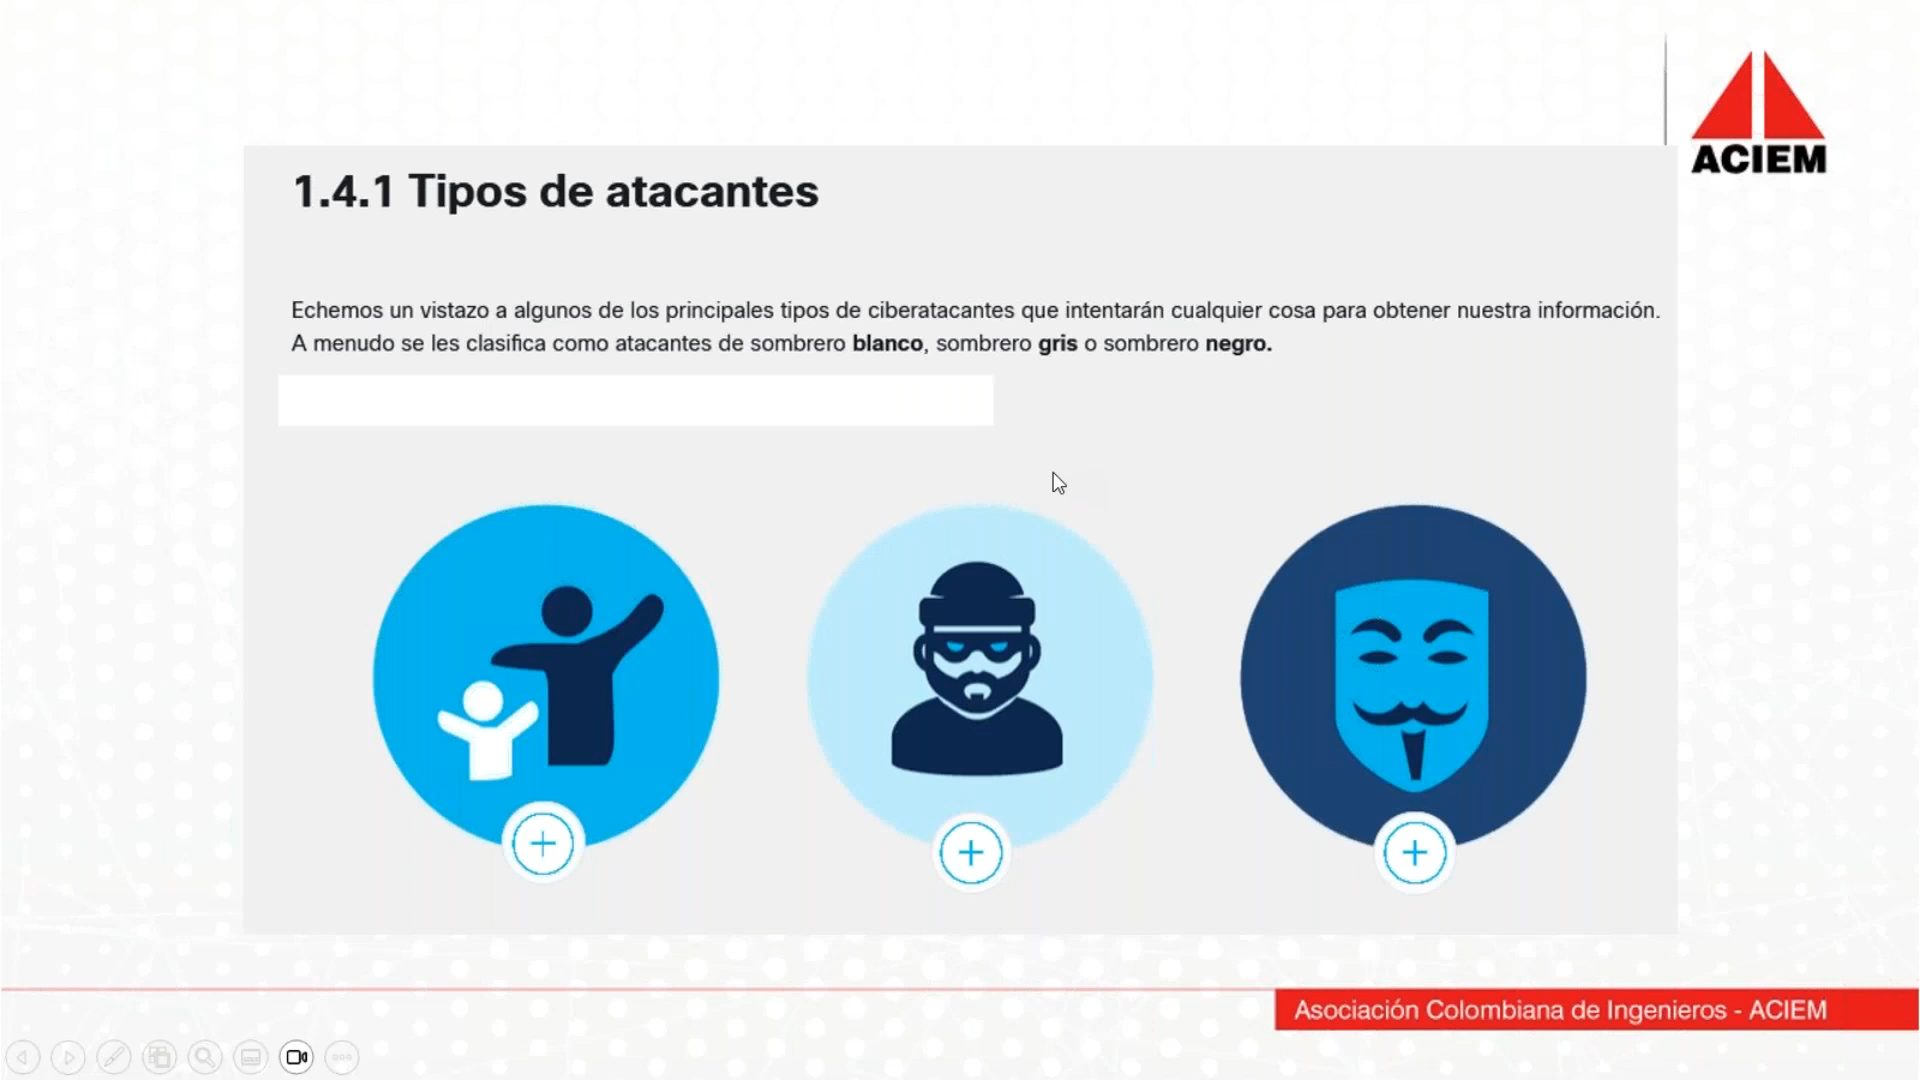 ACIEM
1.4.1 Tipos de atacantes
Echemos un vistazo a algunos de los principales tipos de ciberatacantes que intentarán cualquier cosa para obtener nuestra información.
A menudo se les clasifica como atacantes de sombrero blanco, sombrero gris o sombrero negro.
Asociación Colombiana de Ingenieros - ACIEM